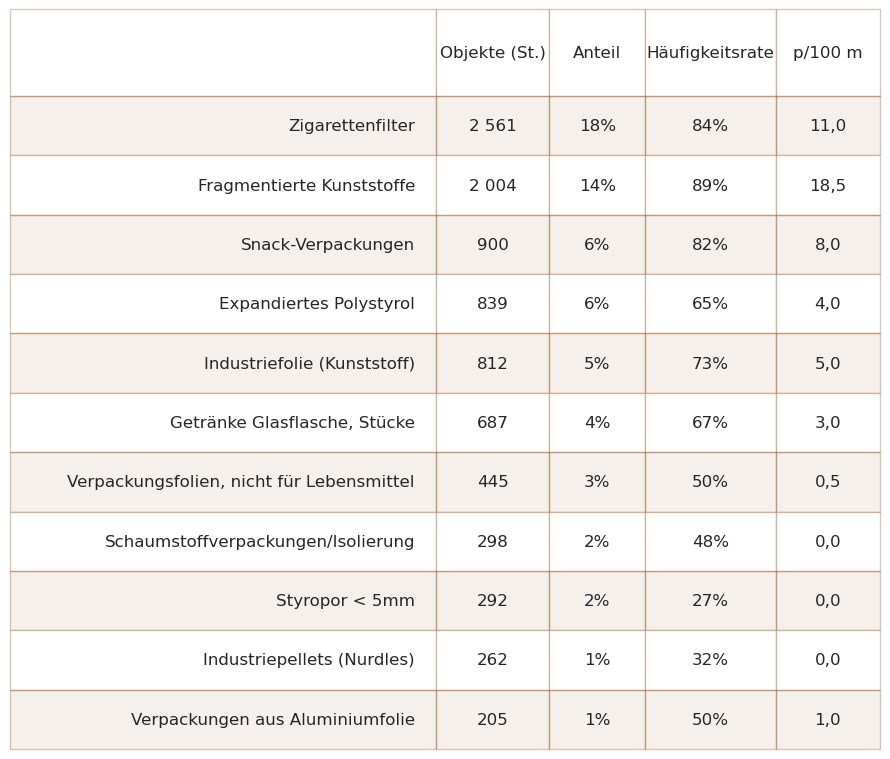 Objekte (St.) Anteil Häufigkeitsrate p/100 m
Zigarettenfilter 2 561 18% 84% 11,0
Fragmentierte Kunststoffe 2 004 14% 89% 18,5
Snack-Verpackungen 900 6% 82% 8,0
Expandiertes Polystyrol 839 6% 65% 4,0
Industriefolie (Kunststoff) 812 5% 73% 5,0
Getränke Glasflasche, Stücke 687 4% 67% 3,0
Verpackungsfolien, nicht für Lebensmittel 445 3% 50% 0,5
Schaumstoffverpackungen/Isolierung 298 2% 48% 0,0
Styropor < 5mm 292 2% 27% 0,0
Industriepellets (Nurdles) 262 1% 32% 0,0
Verpackungen aus Aluminiumfolie 205 1% 50% 1,0